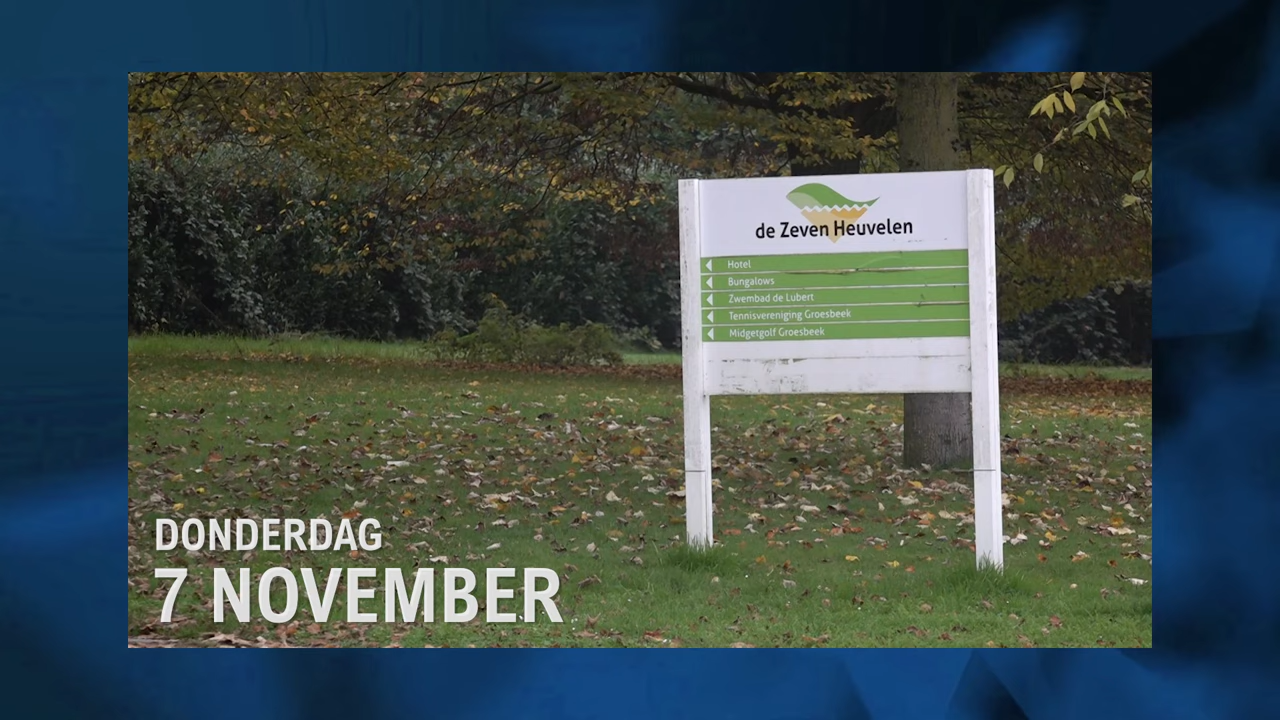 de Zeven Heuvelen
Hotel
Bungalows
Zwembad de Lubert
Tennisvereniging Groesbeek
Midgetgolf Groesbeek
DONDERDAG
7 NOVEMBER